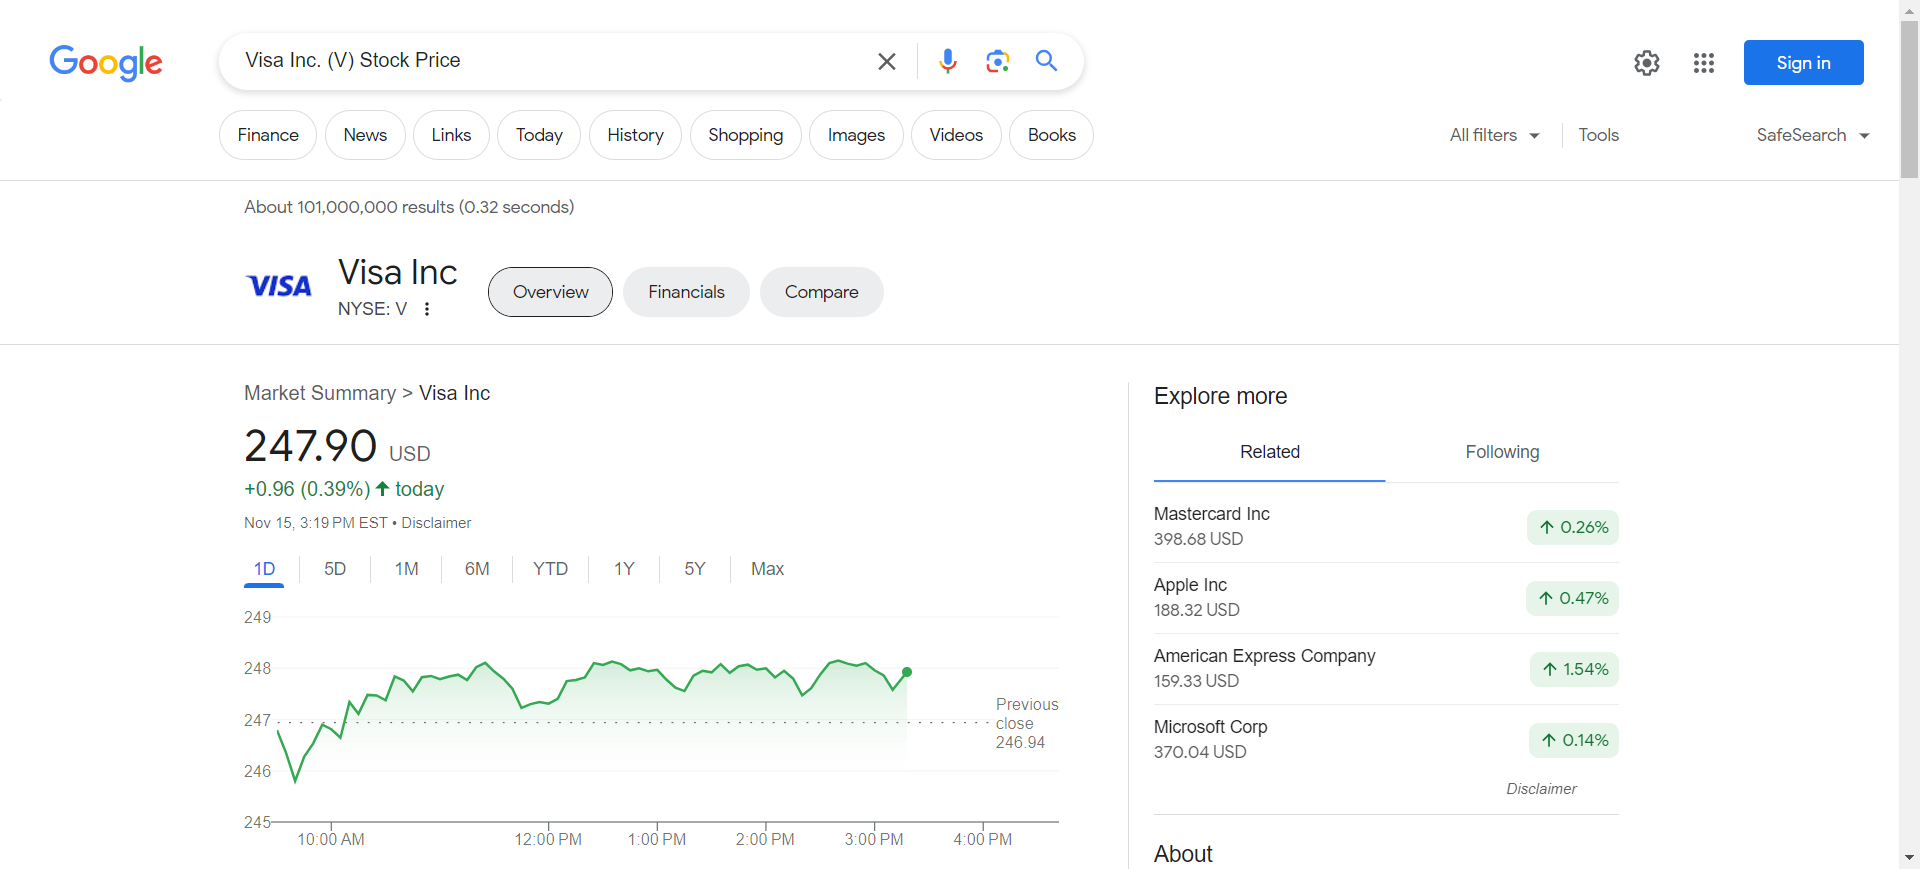 Google
Visa Inc. (V) Stock Price
Sign in
Finance
News
Links
Today
History
Shopping
Images
Videos
Books
All filters
Tools
SafeSearch
About 101,000,000 results (0.32 seconds)
VISA
Visa Inc
NYSE: V
Overview
Financials
Compare
Market Summary > Visa Inc
247.90 USD
+0.96 (0.39%) today
Nov 15, 3:19 PM EST • Disclaimer
1D
5D
1M
6M
YTD
1Y
5Y
Max
249
248
247
246
245
Previous
close
246.94
10:00 AM
12:00 PM
1:00 PM
2:00 PM
3:00 PM
4:00 PM
Explore more
Related
Following
Mastercard Inc
398.68 USD
0.26%
Apple Inc
188.32 USD
0.47%
American Express Company
159.33 USD
1.54%
Microsoft Corp
370.04 USD
0.14%
Disclaimer
About